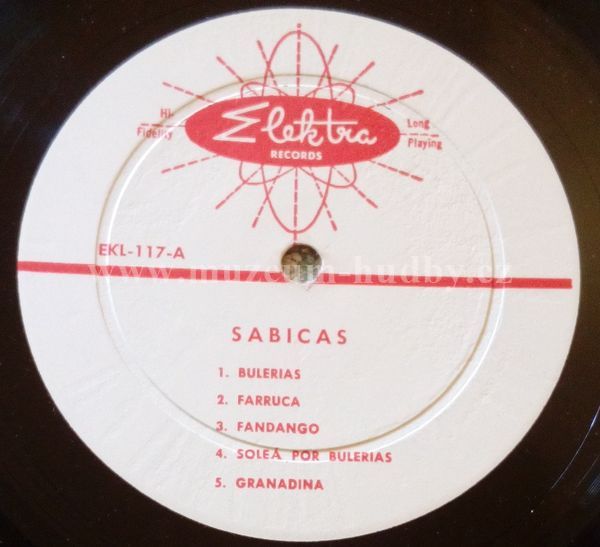 Elektra
RECORDS
Hi-
Fidelity
Long
Playing
EKL-117-A
www.muzeum-hudby.cz
SABICAS
1. BULERIAS
2. FARRUCA
3. FANDANGO
4. SOLEÁ POR BULERIAS
5. GRANADINA